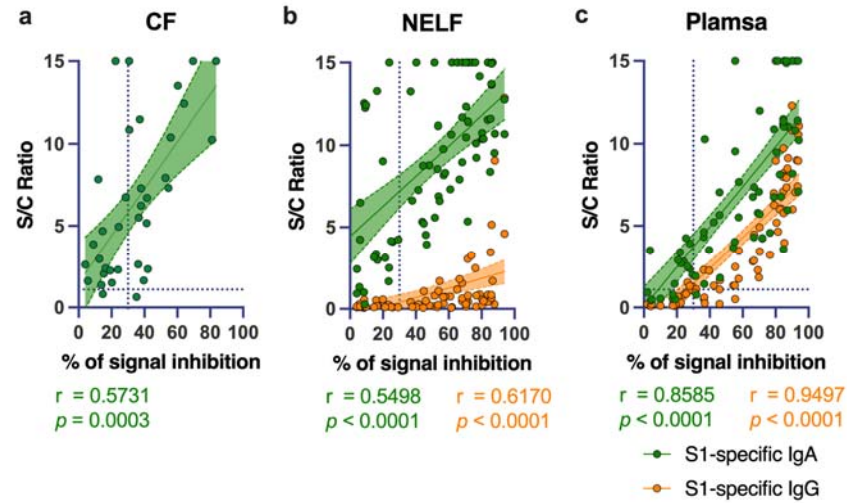 a
CF
15
10
5
0
S/C Ratio
0 20 40 60 80 100
% of signal inhibition
r = 0.5731
p = 0.0003
b
NELF
15
10
5
0
S/C Ratio
0 20 40 60 80 100
% of signal inhibition
r = 0.5498
p < 0.0001
r = 0.6170
p < 0.0001
c
Plamsa
15
10
5
0
S/C Ratio
0 20 40 60 80 100
% of signal inhibition
r = 0.8585
p < 0.0001
r = 0.9497
p < 0.0001
S1-specific IgA
S1-specific IgG